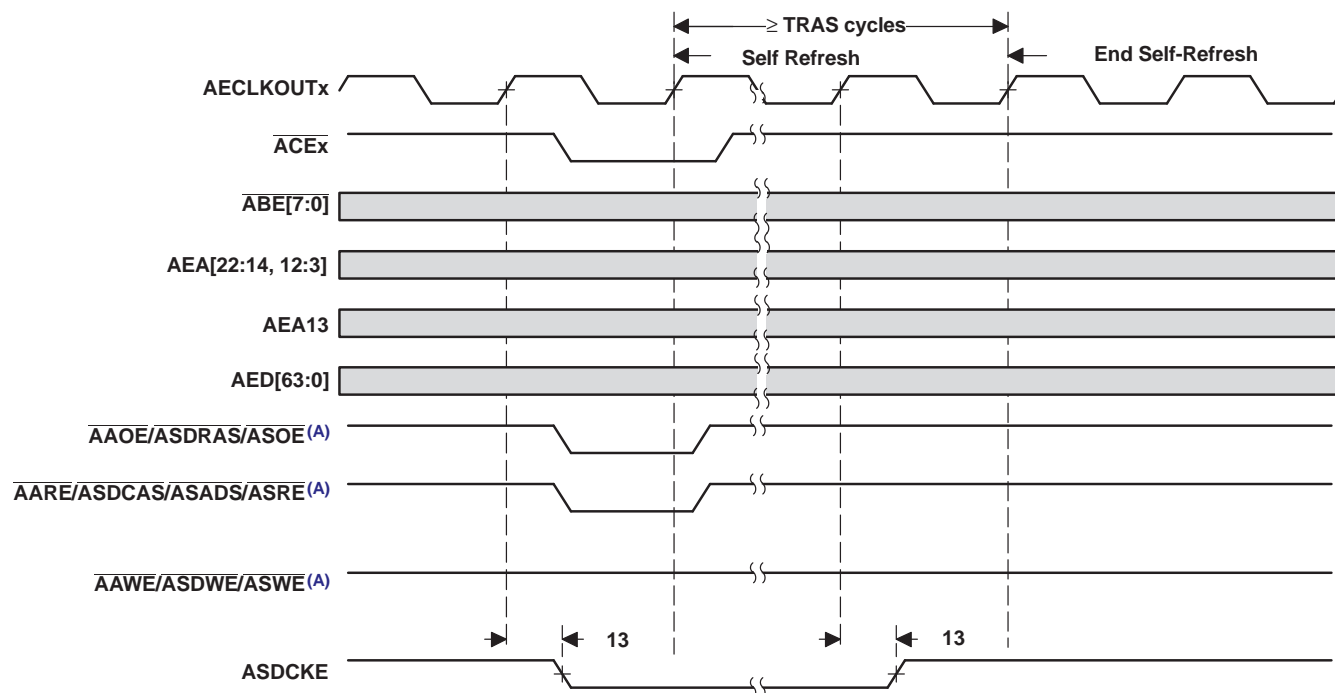 ≥ TRAS cycles
Self Refresh
End Self-Refresh
AECLKOUTx
ACEx
ABE[7:0]
AEA[22:14, 12:3]
AEA13
AED[63:0]
AAOE/ASDRAS/ASOE(A)
AARE/ASDCAS/ASADS/ASRE(A)
AAWE/ASDWE/ASWE(A)
13
13
ASDCKE